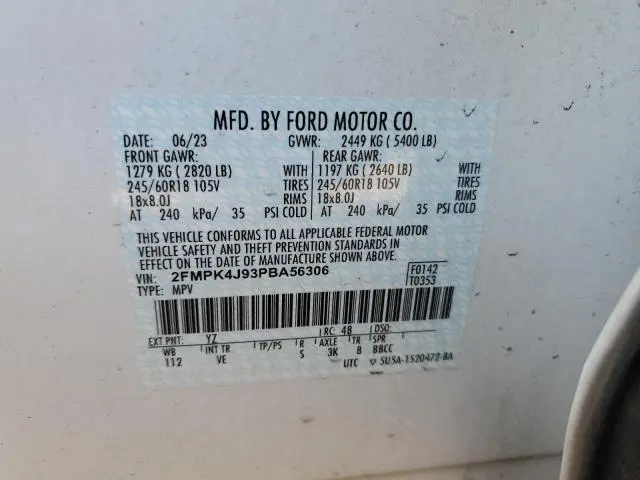 MFD. BY FORD MOTOR CO.
DATE: 06/23 GVWR: 2449 KG ( 5400 LB)
FRONT GAWR: REAR GAWR:
1279 KG ( 2820 LB) WITH 1197 KG ( 2640 LB) WITH
245/60R18 105V TIRES 245/60R18 105V TIRES
18x8.0J RIMS 18x8.0J RIMS
AT 240 kPa/ 35 PSI COLD AT 240 kPa/ 35 PSI COLD
THIS VEHICLE CONFORMS TO ALL APPLICABLE FEDERAL MOTOR
VEHICLE SAFETY AND THEFT PREVENTION STANDARDS IN
EFFECT ON THE DATE OF MANUFACTURE SHOWN ABOVE.
VIN: 2FMPK4J93PBA56306 F0142
TYPE: MPV T0353
EXT PNT: YZ RC: 48 DSO:
WB INT TR TP/PS R AXLE TR SPR
112 VE S 3K 8 BBCC
UTC 5U5A-1520472-BA